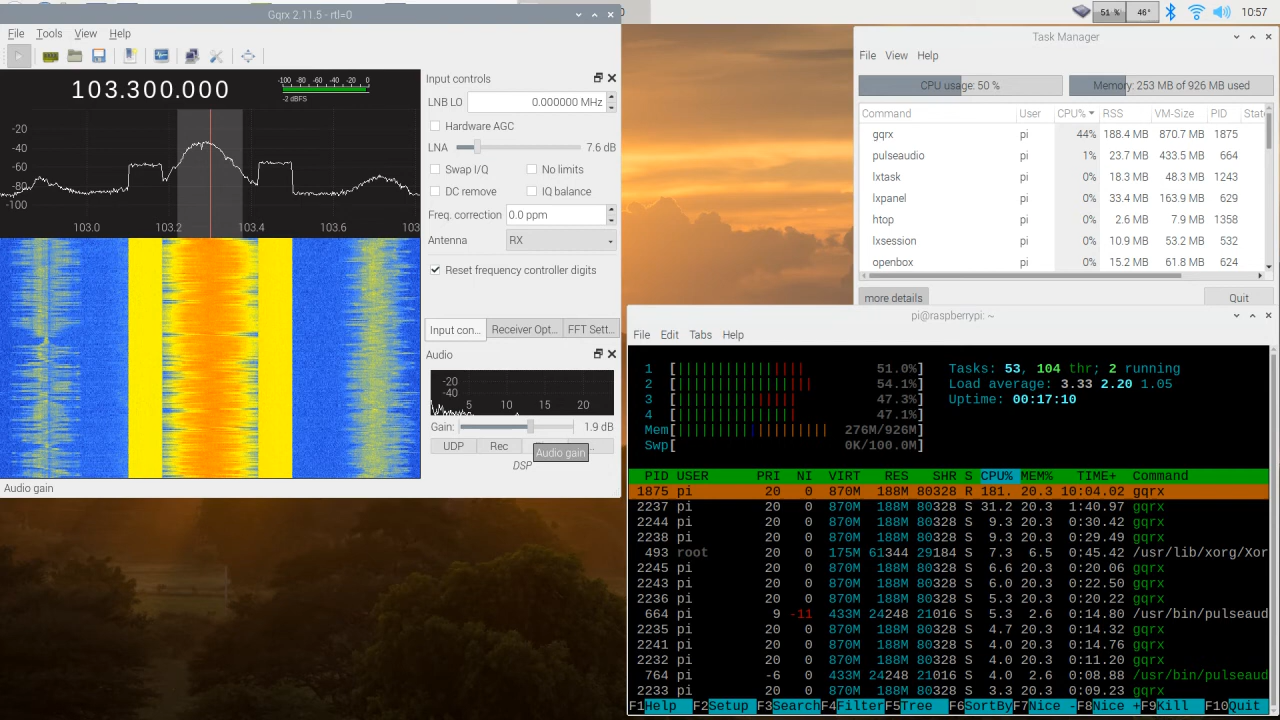 Gqrx 2.11.5 - rtl=0
51 % 46° 10:57
File Tools View Help
103.300.000
-100 -80 -60 -40 -20 0
-2 dBFS
-20
-40
-60
-80
-100
103.0 103.2 103.4 103
Input controls
LNB LO 0.000000 MHz
Hardware AGC
LNA 7.6 dB
Swap I/Q No limits
DC remove IQ balance
Freq. correction 0.0 ppm
Antenna RX
Reset frequency controller digits
Input con... Receiver Opt... FFT Sett...
Audio
-20
-40
5 10 15 20
Gain: 1.9 dB
UDP Rec
Audio gain
DSP
Audio gain
Task Manager
File View Help
CPU usage: 50 % Memory: 253 MB of 926 MB used
Command User CPU% RSS VM-Size PID State
gqrx pi 44% 188.4 MB 870.7 MB 1875
pulseaudio pi 1% 23.7 MB 433.5 MB 664
lxtask pi 0% 18.3 MB 48.3 MB 1243
lxpanel pi 0% 33.4 MB 163.9 MB 629
htop pi 0% 2.6 MB 7.9 MB 1358
lxsession pi 0% 10.9 MB 53.2 MB 532
openbox pi 0% 15.2 MB 61.8 MB 624
more details Quit
pi@raspberrypi: ~
File Edit Tabs Help
1 [ 51.0%] Tasks: 53, 104 thr; 2 running
2 [ 54.1%] Load average: 3.33 2.20 1.05
3 [ 47.3%] Uptime: 00:17:10
4 [ 47.1%]
Mem[ 276M/926M]
Swp[ 0K/100.0M]
PID USER PRI NI VIRT RES SHR S CPU% MEM% TIME+ Command
1875 pi 20 0 870M 188M 80328 R 181. 20.3 10:04.02 gqrx
2237 pi 20 0 870M 188M 80328 S 31.2 20.3 1:40.97 gqrx
2244 pi 20 0 870M 188M 80328 S 9.3 20.3 0:30.42 gqrx
2238 pi 20 0 870M 188M 80328 S 9.3 20.3 0:29.49 gqrx
493 root 20 0 175M 61344 29184 S 7.3 6.5 0:45.42 /usr/lib/xorg/Xor
2245 pi 20 0 870M 188M 80328 S 6.6 20.3 0:20.06 gqrx
2243 pi 20 0 870M 188M 80328 S 6.0 20.3 0:22.50 gqrx
2236 pi 20 0 870M 188M 80328 S 5.3 20.3 0:20.22 gqrx
664 pi 9 -11 433M 24248 21016 S 5.3 2.6 0:14.80 /usr/bin/pulseaud
2235 pi 20 0 870M 188M 80328 S 4.7 20.3 0:14.32 gqrx
2241 pi 20 0 870M 188M 80328 S 4.0 20.3 0:14.76 gqrx
2232 pi 20 0 870M 188M 80328 S 4.0 20.3 0:11.20 gqrx
764 pi -6 0 433M 24248 21016 S 4.0 2.6 0:08.88 /usr/bin/pulseaud
2233 pi 20 0 870M 188M 80328 S 3.3 20.3 0:09.23 gqrx
F1Help F2Setup F3SearchF4FilterF5Tree F6SortByF7Nice -F8Nice +F9Kill F10Quit